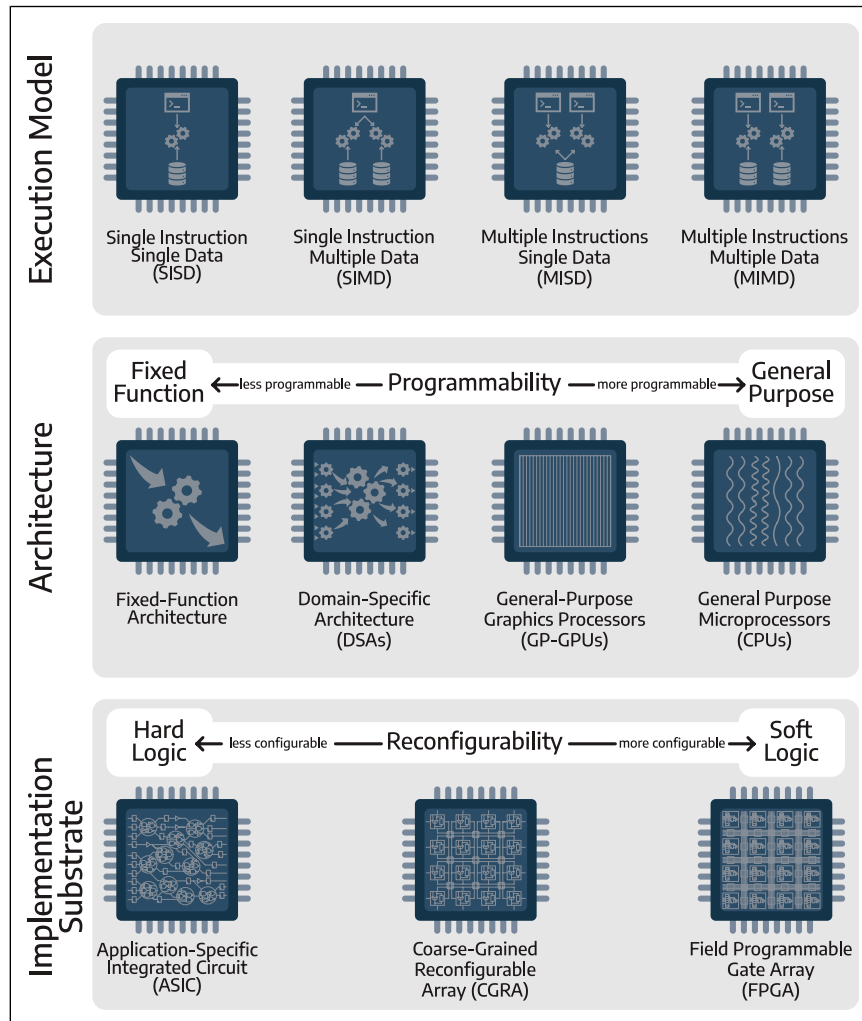 Execution Model
Single Instruction
Single Data
(SISD)
Single Instruction
Multiple Data
(SIMD)
Multiple Instructions
Single Data
(MISD)
Multiple Instructions
Multiple Data
(MIMD)
Architecture
Fixed
Function
less programmable
Programmability
more programmable
General
Purpose
Fixed-Function
Architecture
Domain-Specific
Architecture
(DSAs)
General-Purpose
Graphics Processors
(GP-GPUs)
General Purpose
Microprocessors
(CPUs)
Implementation
Substrate
Hard
Logic
less configurable
Reconfigurability
more configurable
Soft
Logic
Application-Specific
Integrated Circuit
(ASIC)
Coarse-Grained
Reconfigurable
Array (CGRA)
Field Programmable
Gate Array
(FPGA)